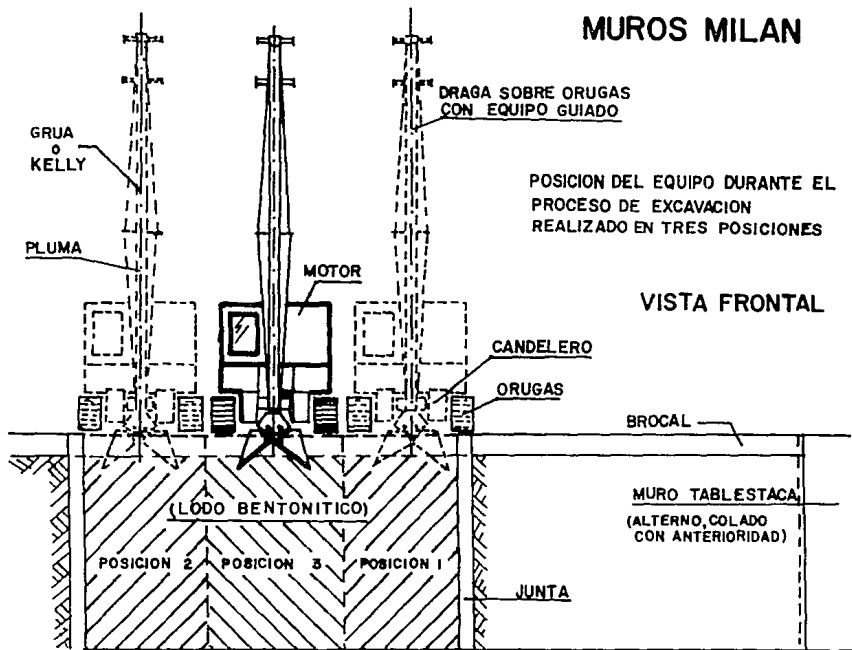 MUROS MILAN
DRAGA SOBRE ORUGAS
CON EQUIPO GUIADO
GRUA
O
KELLY
POSICION DEL EQUIPO DURANTE EL
PROCESO DE EXCAVACION
REALIZADO EN TRES POSICIONES
PLUMA
MOTOR
VISTA FRONTAL
CANDELERO
ORUGAS
BROCAL
(LODO BENTONITICO)
MURO TABLESTACA
(ALTERNO, COLADO
CON ANTERIORIDAD)
POSICION 2
POSICION 3
POSICION 1
JUNTA